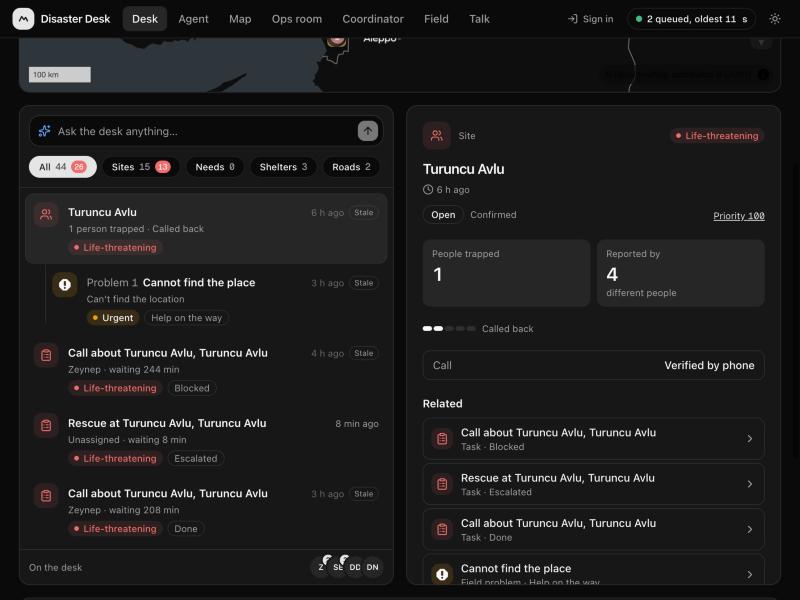 Disaster Desk
Desk
Agent
Map
Ops room
Coordinator
Field
Talk
Sign in
2 queued, oldest 11 s
Aleppo
100 km
Ask the desk anything...
All 44 26
Sites 15 13
Needs 0
Shelters 3
Roads 2
Turuncu Avlu
6 h ago
Stale
1 person trapped · Called back
Life-threatening
Problem 1 Cannot find the place
3 h ago
Stale
Can't find the location
Urgent
Help on the way
Call about Turuncu Avlu, Turuncu Avlu
4 h ago
Stale
Zeynep · waiting 244 min
Life-threatening
Blocked
Rescue at Turuncu Avlu, Turuncu Avlu
8 min ago
Unassigned · waiting 8 min
Life-threatening
Escalated
Call about Turuncu Avlu, Turuncu Avlu
3 h ago
Stale
Zeynep · waiting 208 min
Life-threatening
Done
On the desk
Z
SE
DD
DN
Site
Life-threatening
Turuncu Avlu
6 h ago
Open
Confirmed
Priority 100
People trapped
1
Reported by
4
different people
Called back
Call
Verified by phone
Related
Call about Turuncu Avlu, Turuncu Avlu
Task · Blocked
Rescue at Turuncu Avlu, Turuncu Avlu
Task · Escalated
Call about Turuncu Avlu, Turuncu Avlu
Task · Done
Cannot find the place
Field problem · Help on the way